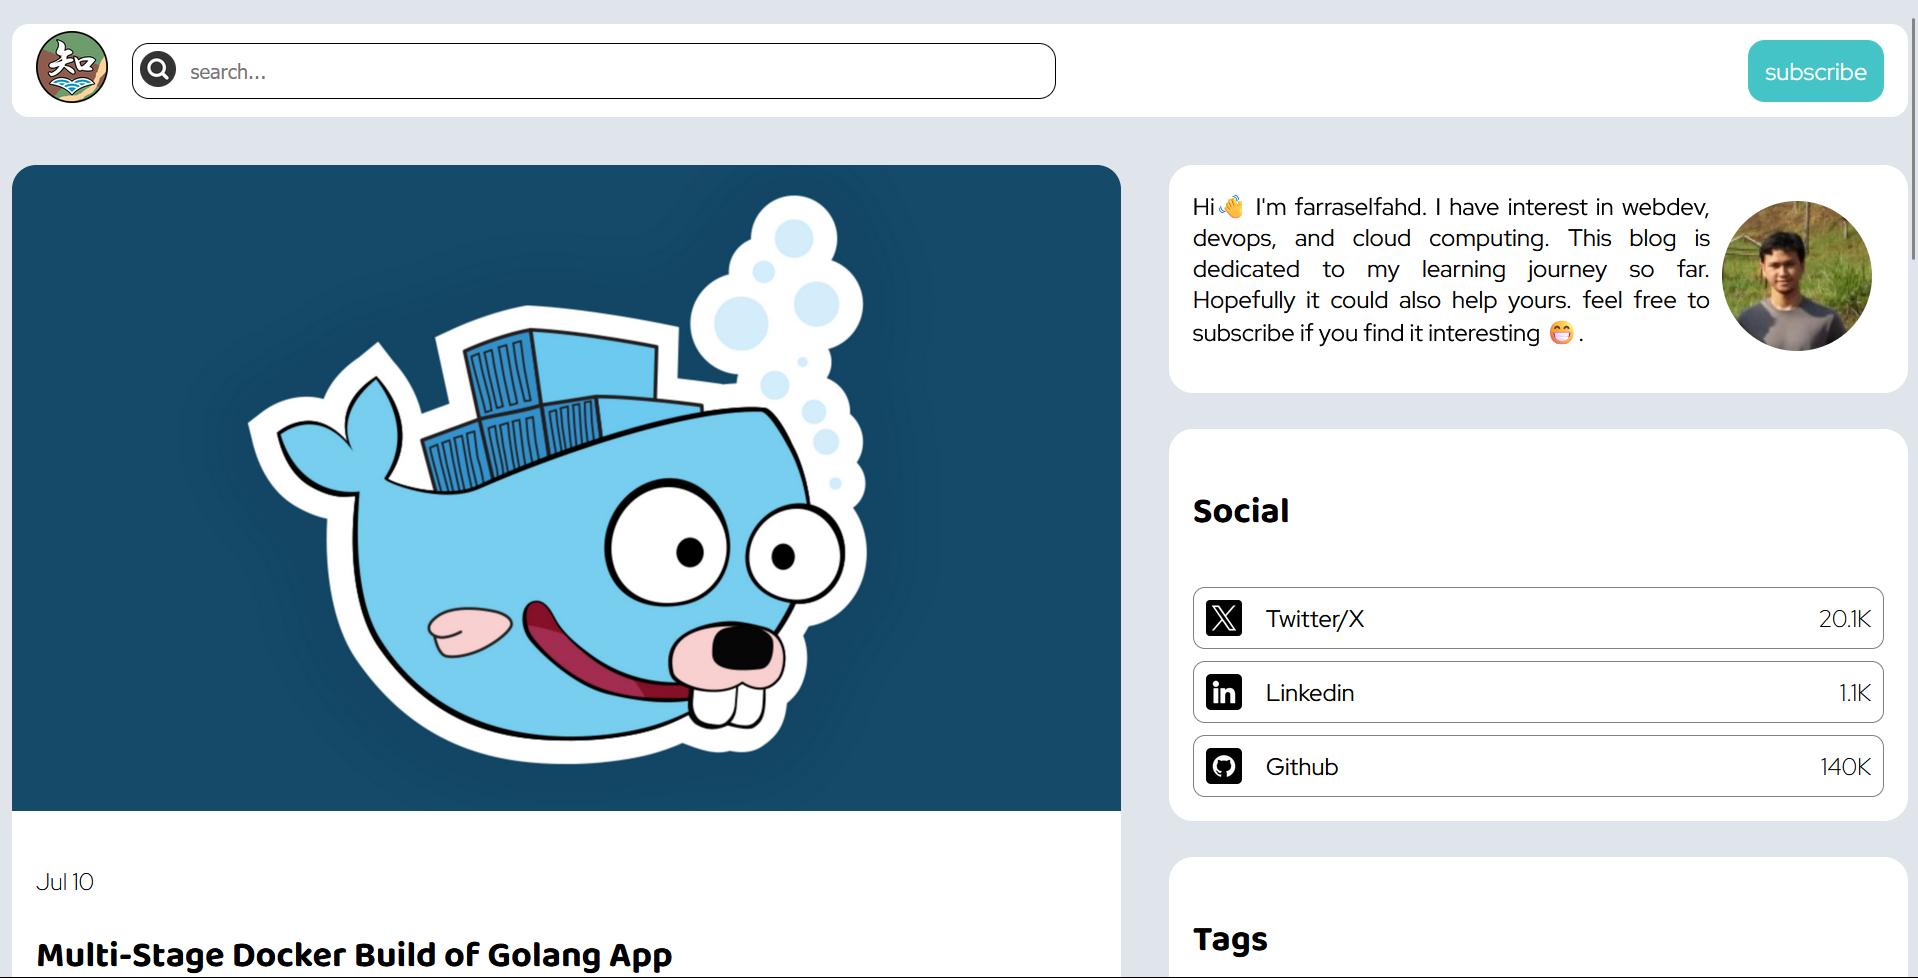 知
search...
subscribe
Hi👋 I'm farraselfahd. I have interest in webdev,
devops, and cloud computing. This blog is
dedicated to my learning journey so far.
Hopefully it could also help yours. feel free to
subscribe if you find it interesting 😁.
Social
Twitter/X 20.1K
Linkedin 1.1K
Github 140K
Jul 10
Multi-Stage Docker Build of Golang App
Tags